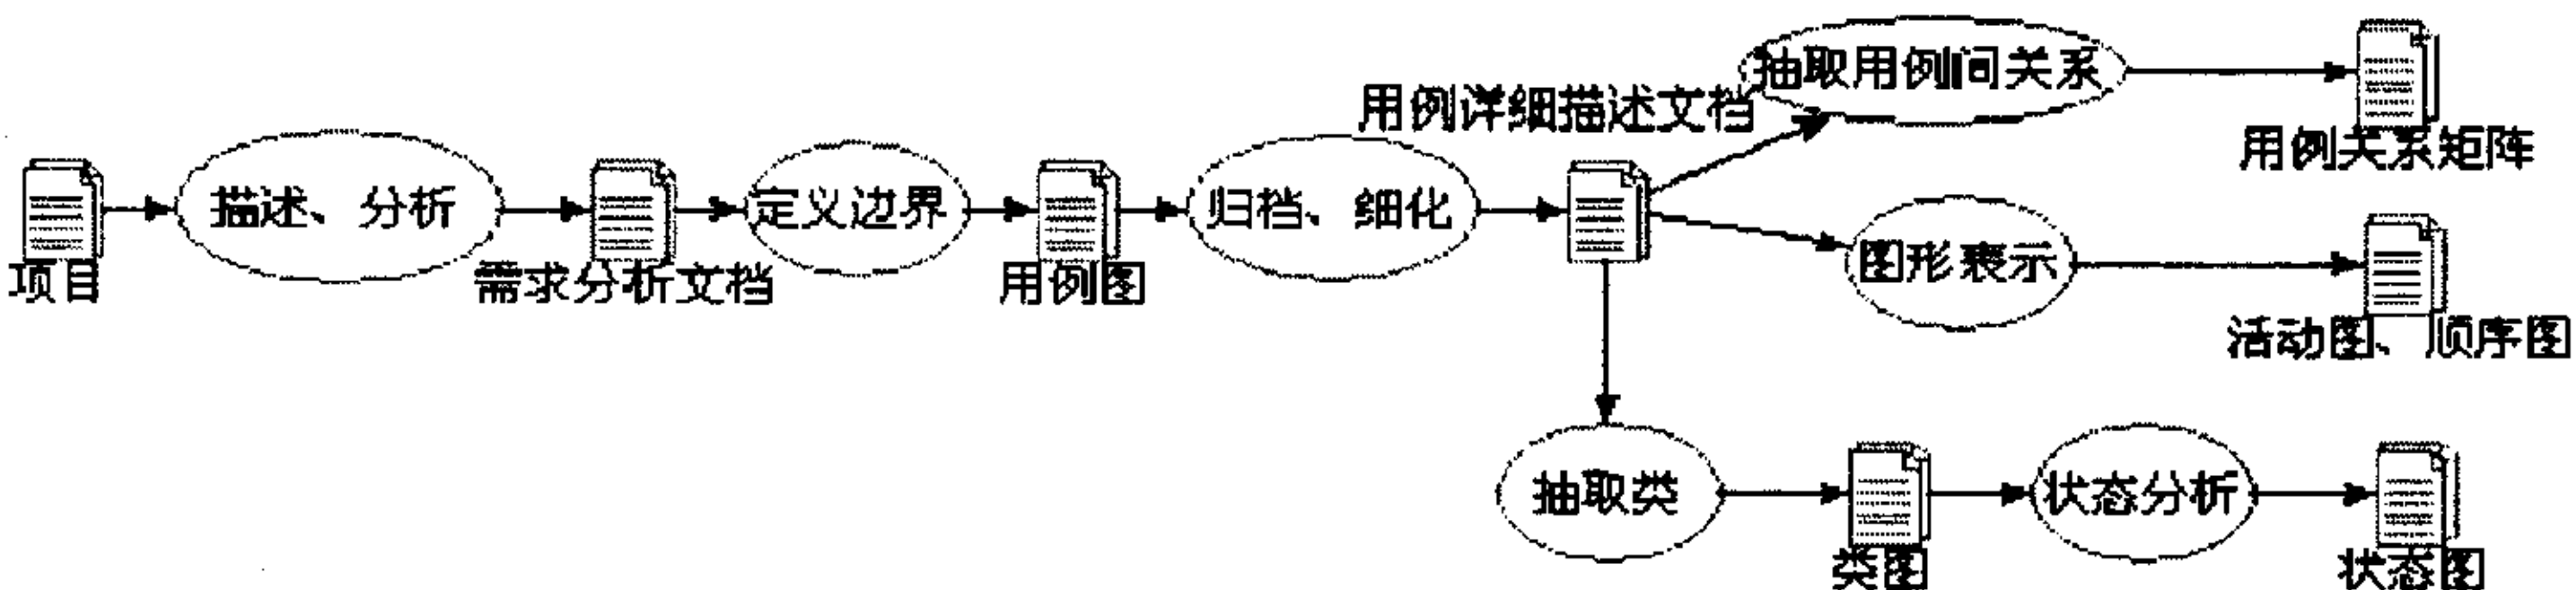 抽取用例间关系
用例详细描述文档
用例关系矩阵
描述、分析
定义边界
归档、细化
项目
需求分析文档
用例图
图形表示
活动图、顺序图
抽取类
状态分析
类图
状态图